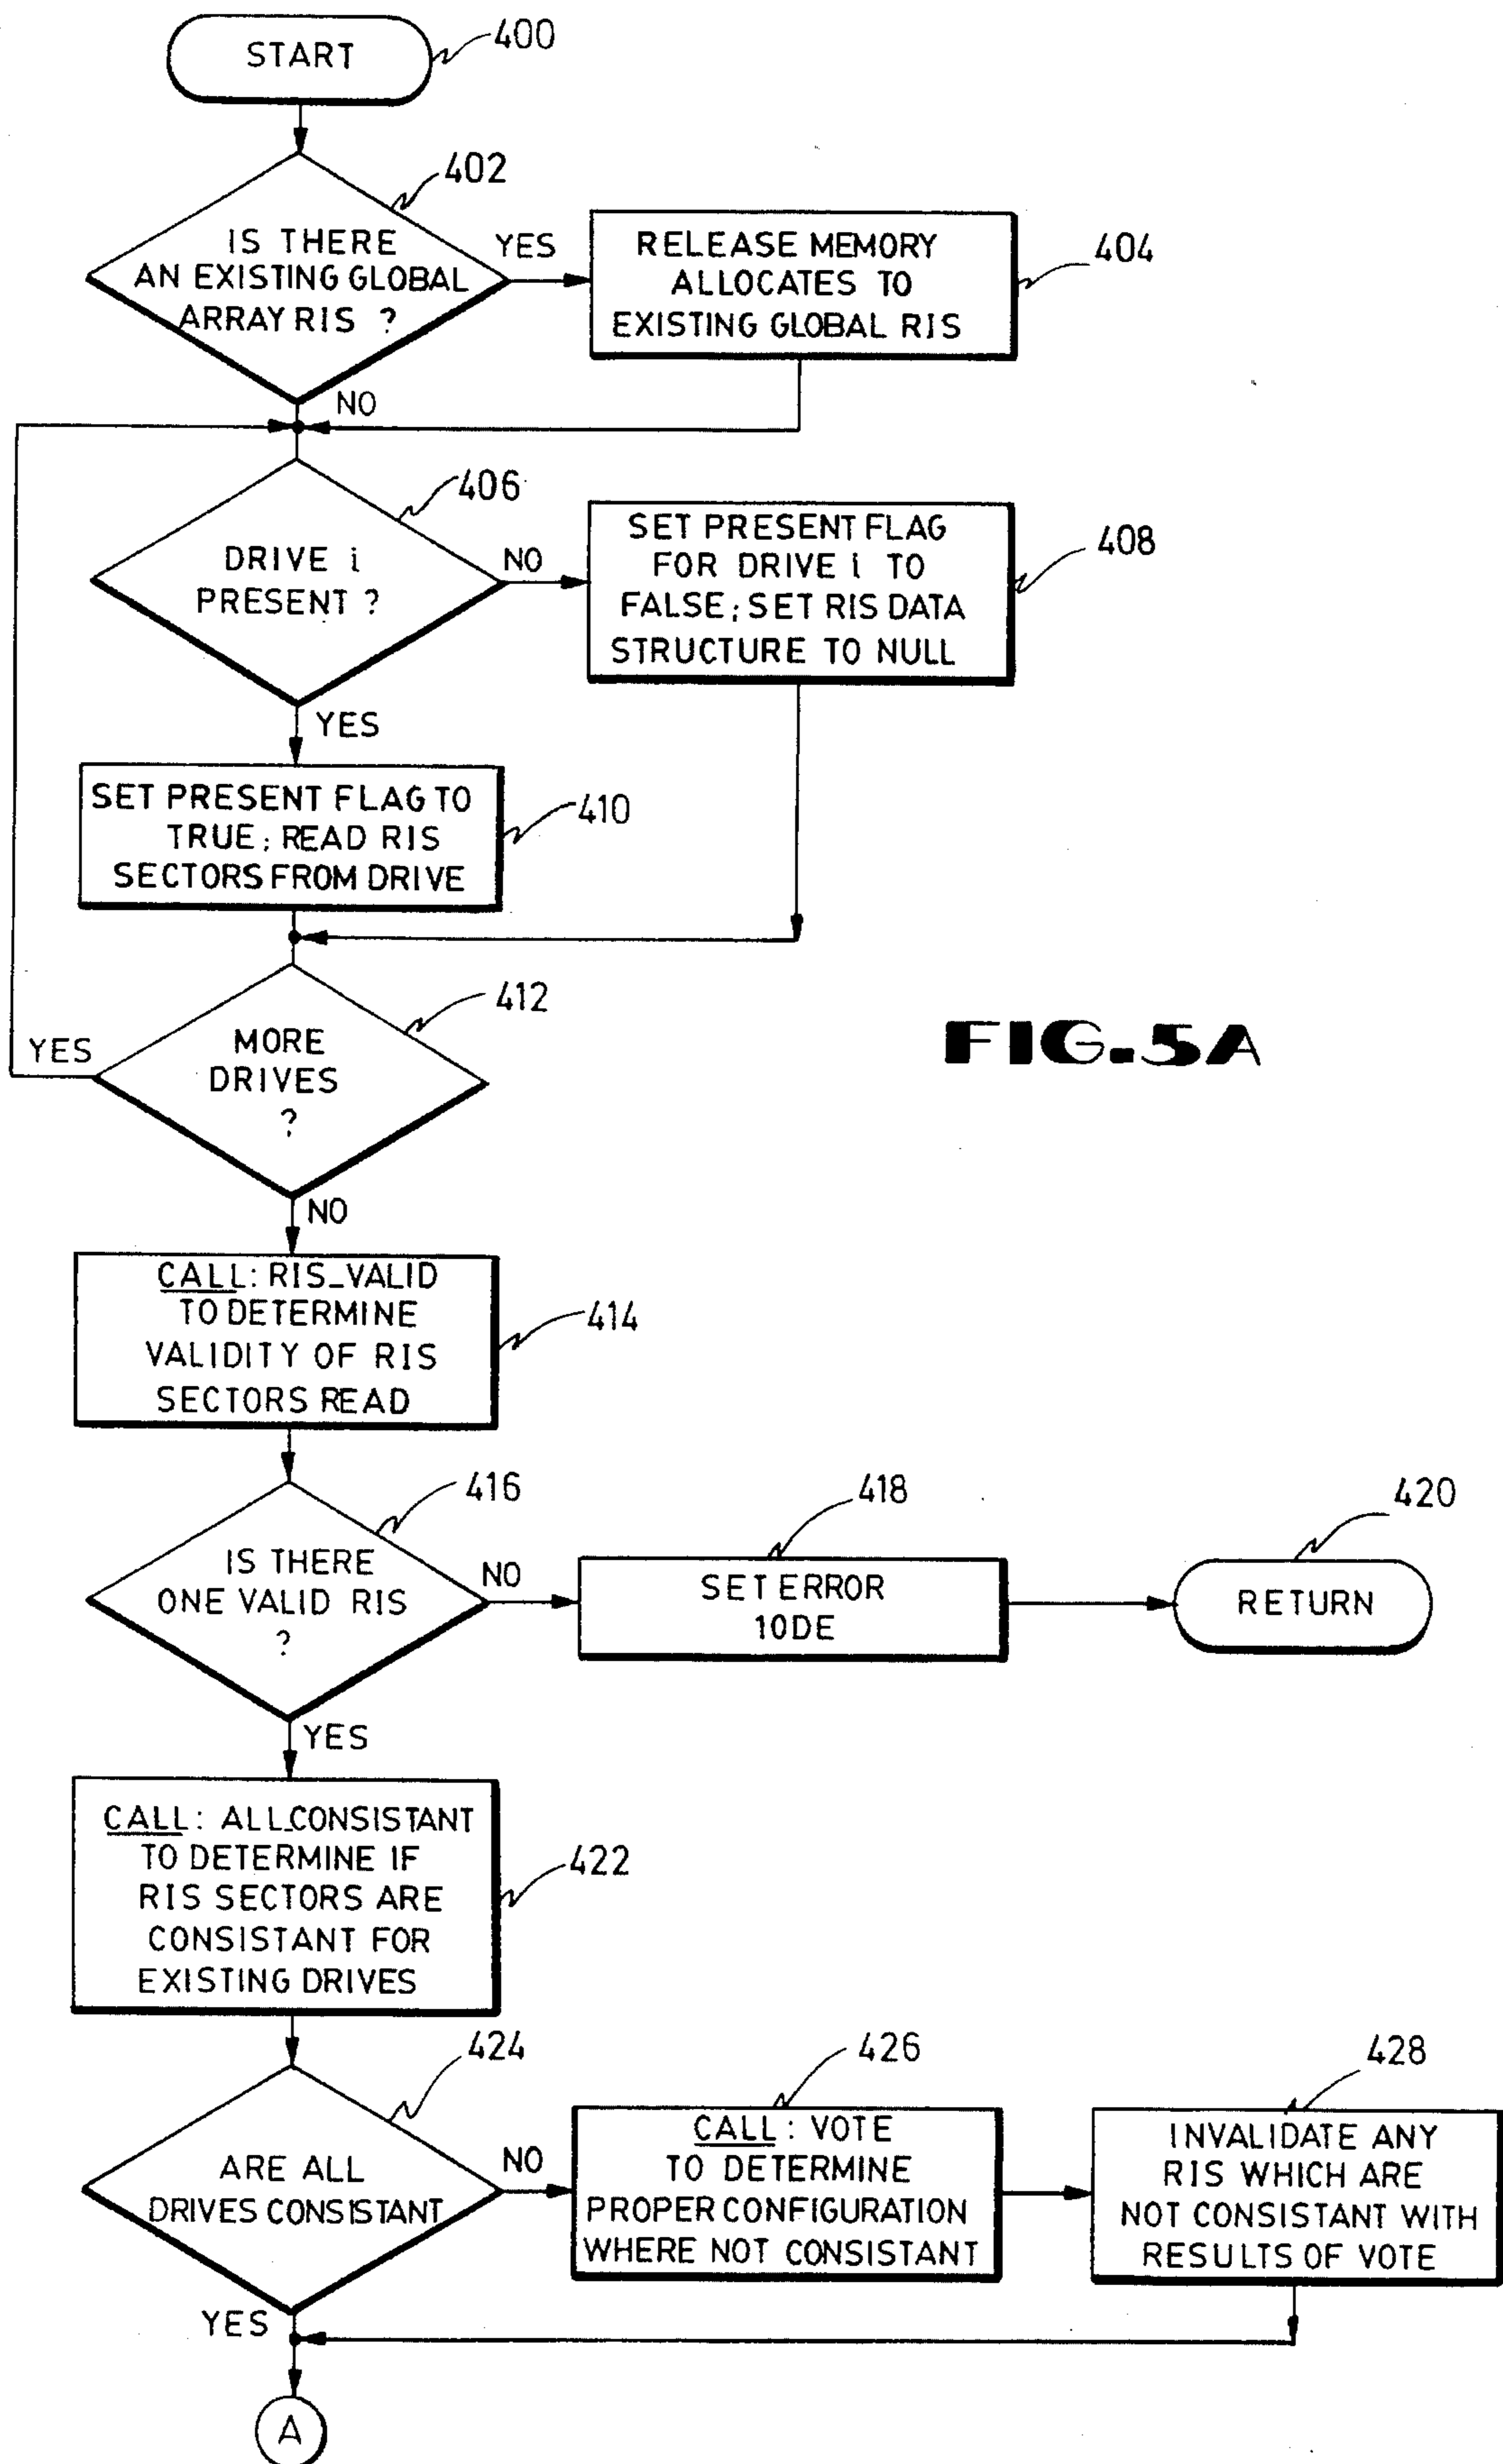 START
400
402
IS THERE
AN EXISTING GLOBAL
ARRAY RIS ?
YES
RELEASE MEMORY
ALLOCATES TO
EXISTING GLOBAL RIS
404
NO
406
DRIVE i
PRESENT ?
NO
SET PRESENT FLAG
FOR DRIVE i TO
FALSE; SET RIS DATA
STRUCTURE TO NULL
408
YES
SET PRESENT FLAG TO
TRUE; READ RIS
SECTORS FROM DRIVE
410
412
MORE
DRIVES
?
YES
FIG. 5A
NO
CALL: RIS_VALID
TO DETERMINE
VALIDITY OF RIS
SECTORS READ
414
416
IS THERE
ONE VALID RIS
?
NO
418
SET ERROR
10DE
420
RETURN
YES
CALL: ALL_CONSISTANT
TO DETERMINE IF
RIS SECTORS ARE
CONSISTANT FOR
EXISTING DRIVES
422
424
ARE ALL
DRIVES CONSISTANT
NO
426
CALL: VOTE
TO DETERMINE
PROPER CONFIGURATION
WHERE NOT CONSISTANT
428
INVALIDATE ANY
RIS WHICH ARE
NOT CONSISTANT WITH
RESULTS OF VOTE
YES
A